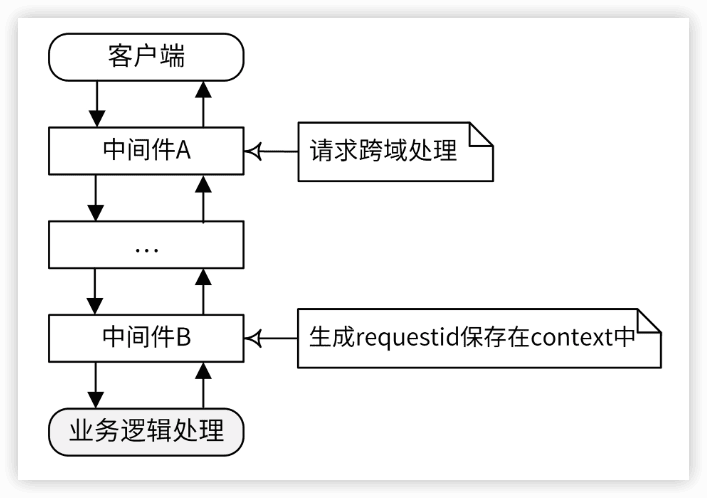 客户端
中间件A
请求跨域处理
...
中间件B
生成requestid保存在context中
业务逻辑处理